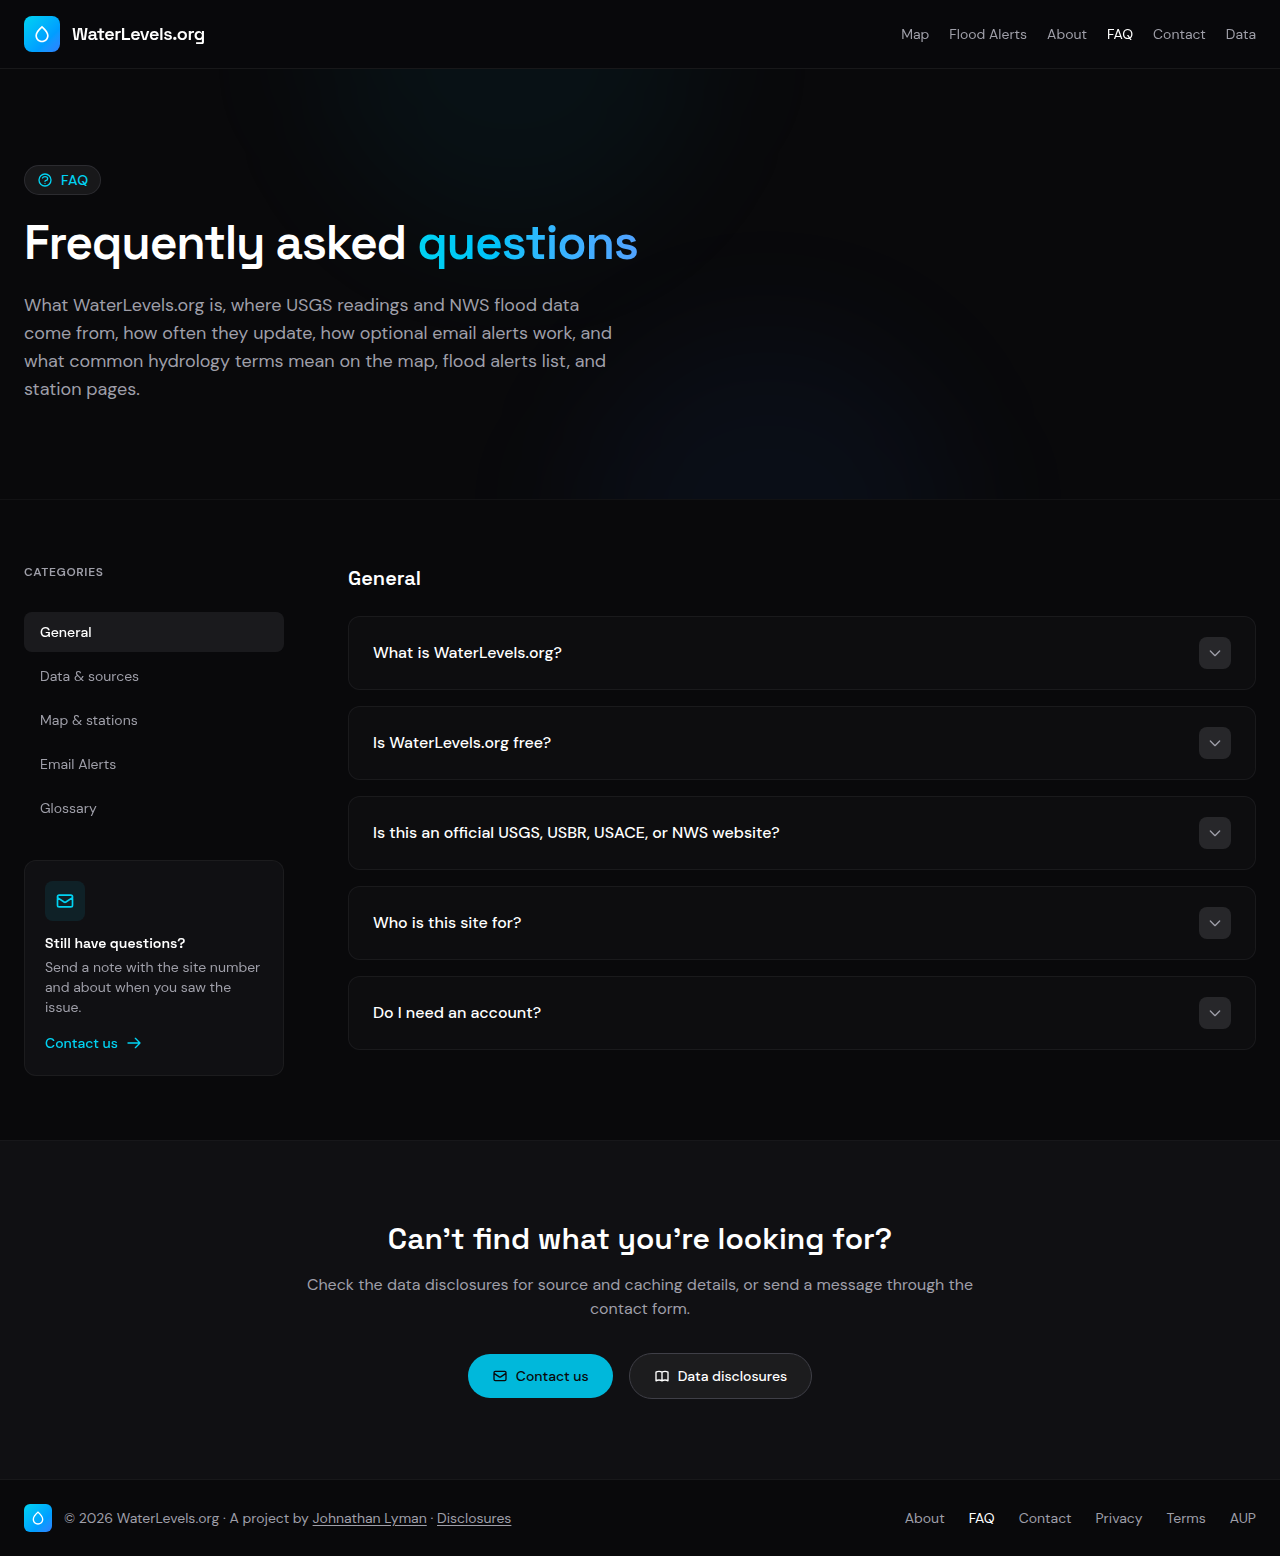 WaterLevels.org
Map
Flood Alerts
About
FAQ
Contact
Data
FAQ
Frequently asked questions
What WaterLevels.org is, where USGS readings and NWS flood data
come from, how often they update, how optional email alerts work, and
what common hydrology terms mean on the map, flood alerts list, and
station pages.
CATEGORIES
General
Data & sources
Map & stations
Email Alerts
Glossary
Still have questions?
Send a note with the site number
and about when you saw the
issue.
Contact us
General
What is WaterLevels.org?
Is WaterLevels.org free?
Is this an official USGS, USBR, USACE, or NWS website?
Who is this site for?
Do I need an account?
Can’t find what you’re looking for?
Check the data disclosures for source and caching details, or send a message through the
contact form.
Contact us
Data disclosures
© 2026 WaterLevels.org · A project by Johnathan Lyman · Disclosures
About
FAQ
Contact
Privacy
Terms
AUP